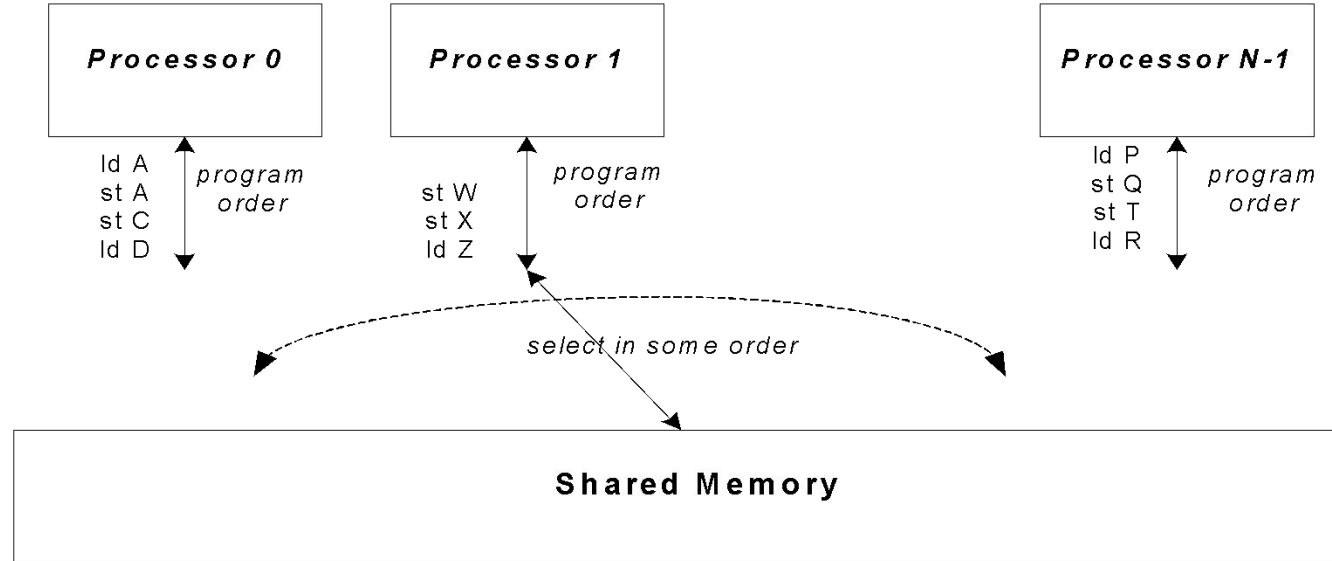 Processor 0
Processor 1
Processor N-1
ld A
st A
st C
ld D
program
order
st W
st X
ld Z
program
order
ld P
st Q
st T
ld R
program
order
select in some order
Shared Memory